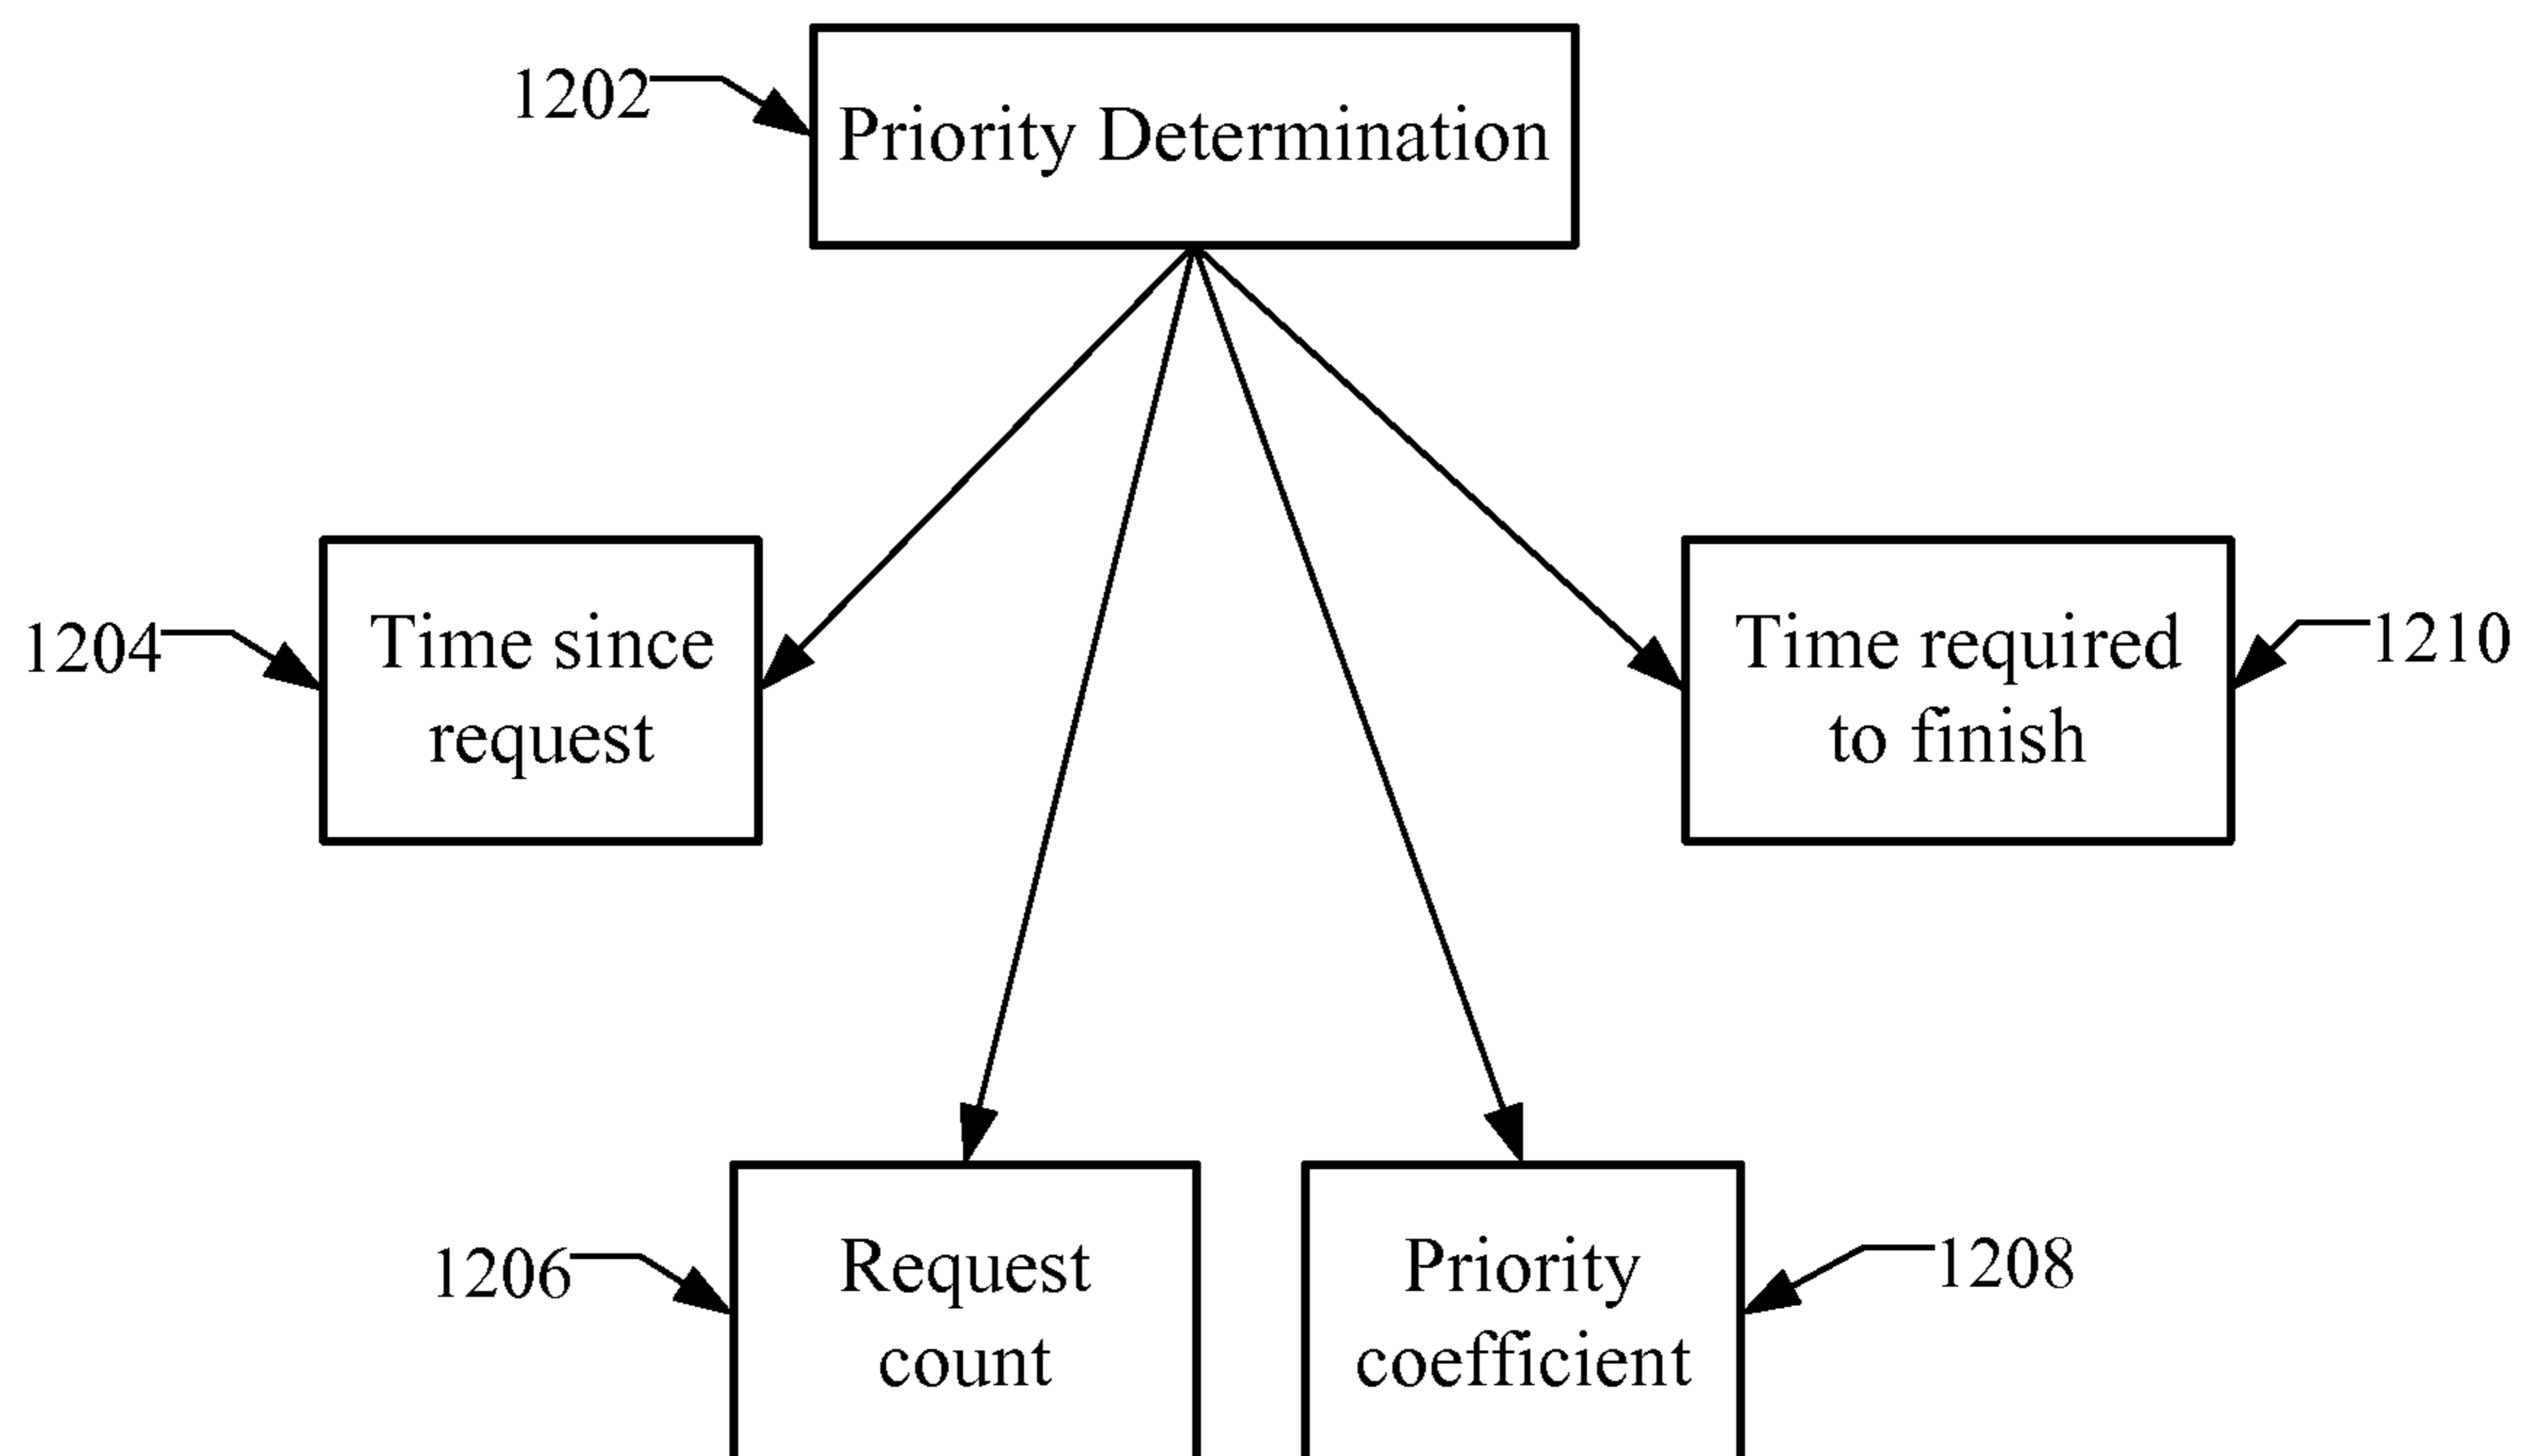 1202
Priority Determination
1204
Time since
request
Time required
to finish
1210
1206
Request
count
Priority
coefficient
1208